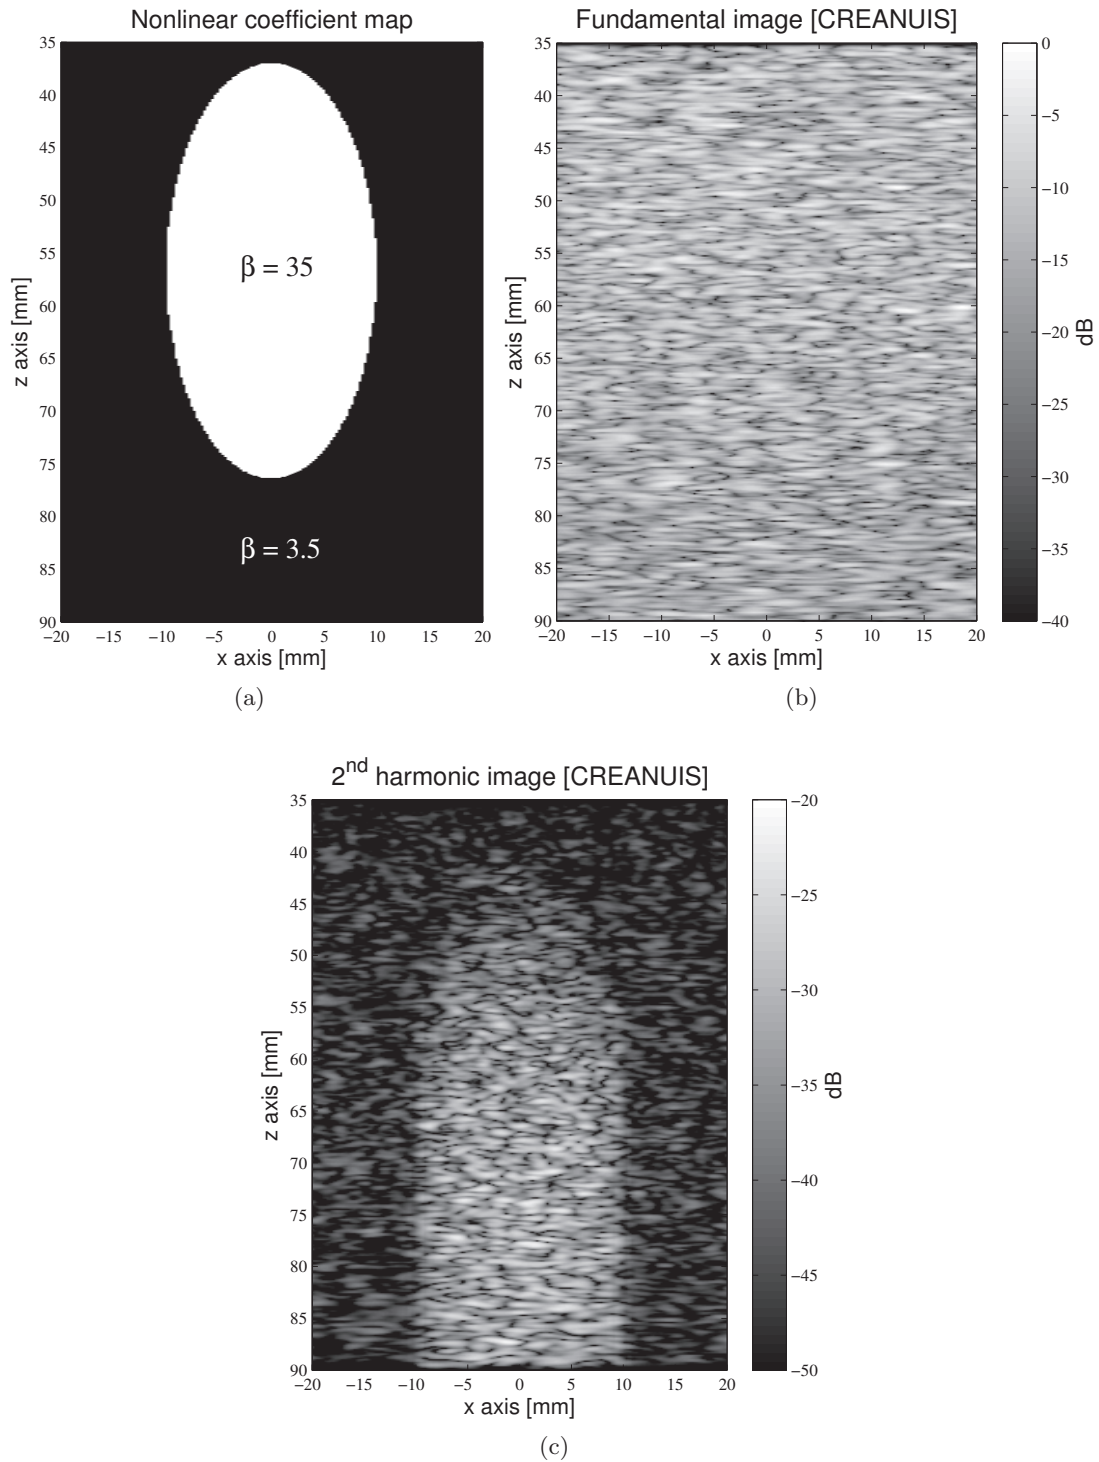 Nonlinear coefficient map
35
40
45
50
55
60
65
70
75
80
85
90
z axis [mm]
β = 35
β = 3.5
−20 −15 −10 −5 0 5 10 15 20
x axis [mm]
(a)
Fundamental image [CREANUIS]
35
40
45
50
55
60
65
70
75
80
85
90
z axis [mm]
−20 −15 −10 −5 0 5 10 15 20
x axis [mm]
0
−5
−10
−15
−20
−25
−30
−35
−40
dB
(b)
2nd harmonic image [CREANUIS]
35
40
45
50
55
60
65
70
75
80
85
90
z axis [mm]
−20 −15 −10 −5 0 5 10 15 20
x axis [mm]
−20
−25
−30
−35
−40
−45
−50
dB
(c)